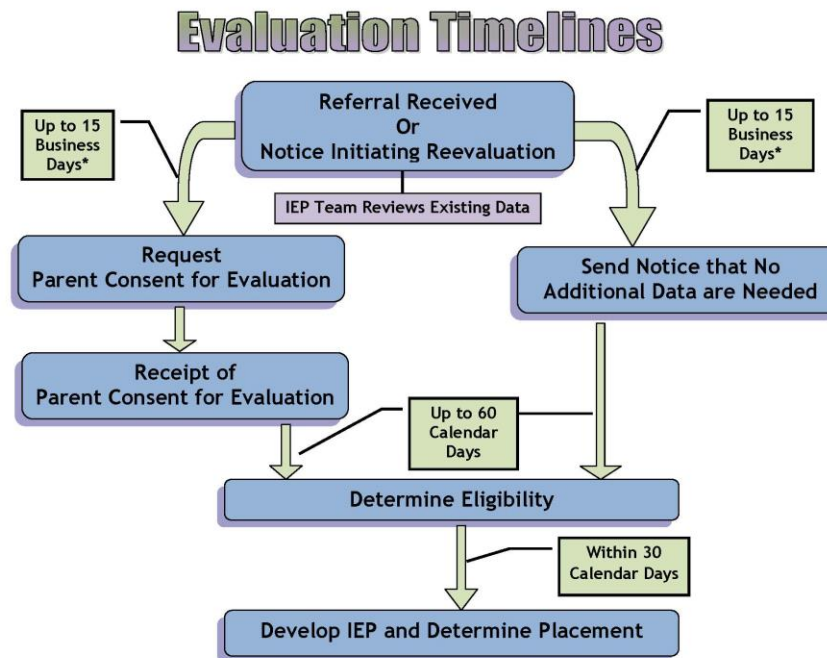 Evaluation Timelines
Referral Received
Or
Notice Initiating Reevaluation
Up to 15
Business
Days*
Up to 15
Business
Days*
IEP Team Reviews Existing Data
Request
Parent Consent for Evaluation
Send Notice that No
Additional Data are Needed
Receipt of
Parent Consent for Evaluation
Up to 60
Calendar
Days
Determine Eligibility
Within 30
Calendar Days
Develop IEP and Determine Placement